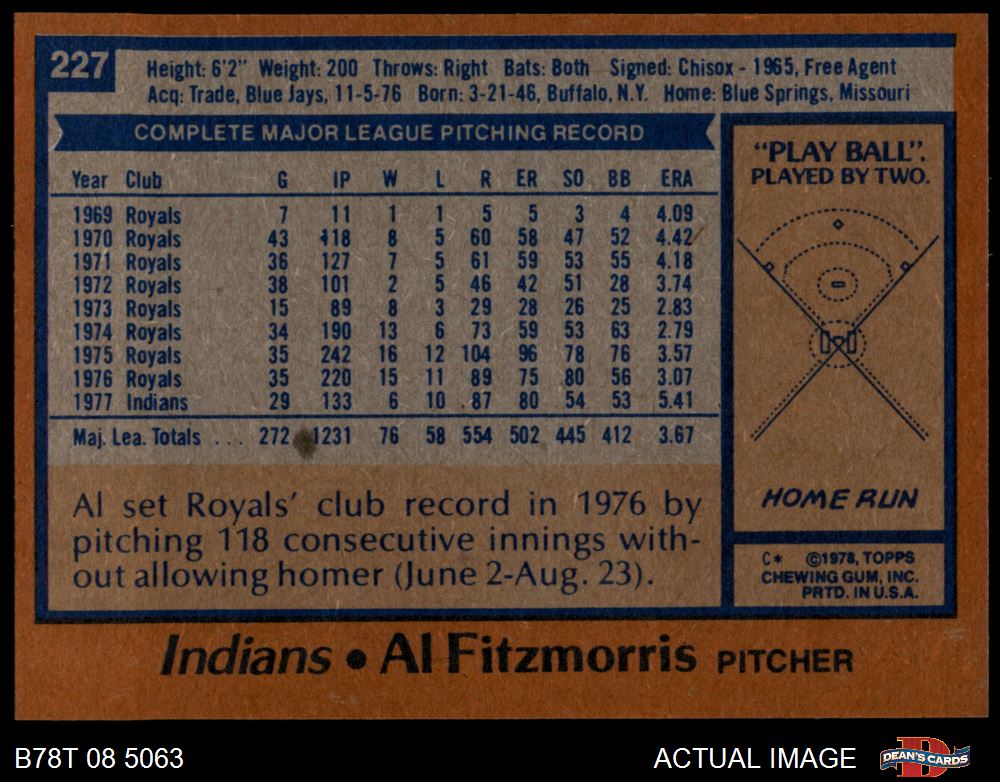 227
Height: 6'2" Weight: 200 Throws: Right Bats: Both Signed: Chisox - 1965, Free Agent
Acq: Trade, Blue Jays, 11-5-76 Born: 3-21-46, Buffalo, N.Y. Home: Blue Springs, Missouri
COMPLETE MAJOR LEAGUE PITCHING RECORD
Year Club G IP W L R ER SO BB ERA
1969 Royals 7 11 1 1 5 5 3 4 4.09
1970 Royals 43 118 8 5 60 58 47 52 4.42
1971 Royals 36 127 7 5 61 59 53 55 4.18
1972 Royals 38 101 2 5 46 42 51 28 3.74
1973 Royals 15 89 8 3 29 28 26 25 2.83
1974 Royals 34 190 13 6 73 59 53 63 2.79
1975 Royals 35 242 16 12 104 96 78 76 3.57
1976 Royals 35 220 15 11 89 75 80 56 3.07
1977 Indians 29 133 6 10 87 80 54 53 5.41
Maj. Lea. Totals ... 272 1231 76 58 554 502 445 412 3.67
Al set Royals' club record in 1976 by
pitching 118 consecutive innings with-
out allowing homer (June 2-Aug. 23).
"PLAY BALL".
PLAYED BY TWO.
HOME RUN
C* ©1978, TOPPS
CHEWING GUM, INC.
PRTD. IN U.S.A.
Indians • Al Fitzmorris PITCHER
B78T 08 5063
ACTUAL IMAGE
DEAN'S CARDS